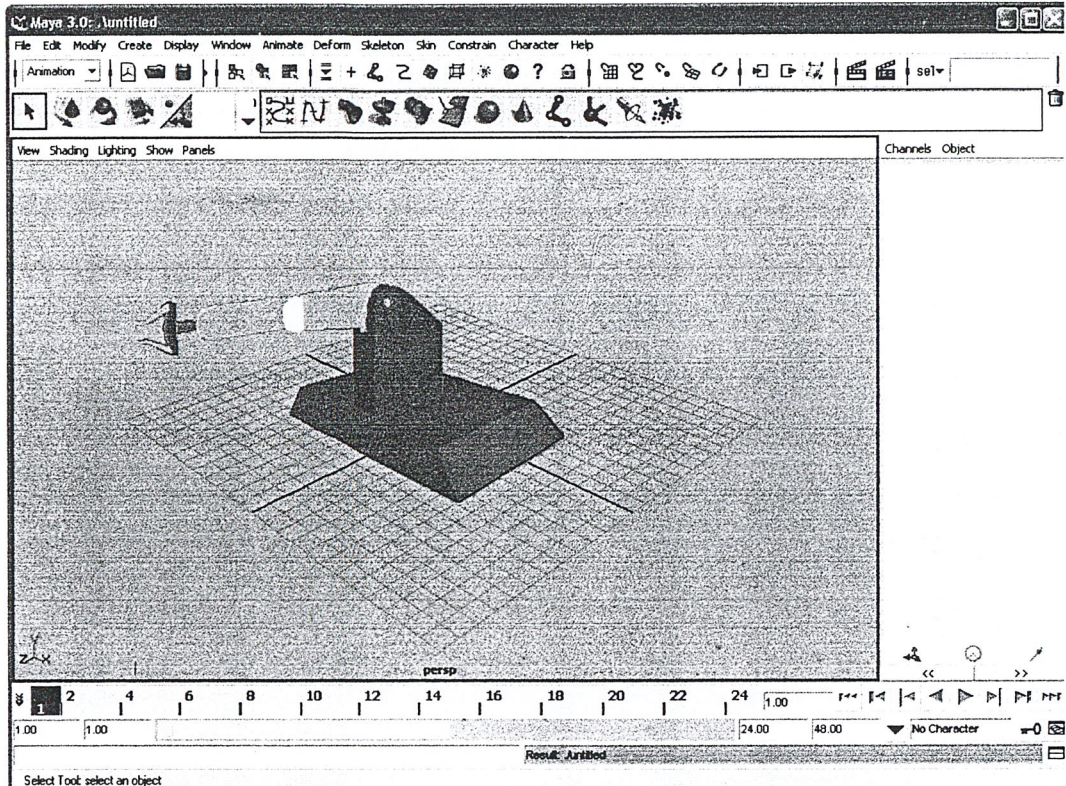 Maya 3.0: .\untitled
File Edit Modify Create Display Window Animate Deform Skeleton Skin Constrain Character Help
Animation sel
View Shading Lighting Show Panels
Channels Object
Y
Z X
persp
<< >>
1 2 4 6 8 10 12 14 16 18 20 22 24 1.00
1.00 1.00 24.00 48.00 No Character
Result: .\untitled
Select Tool: select an object